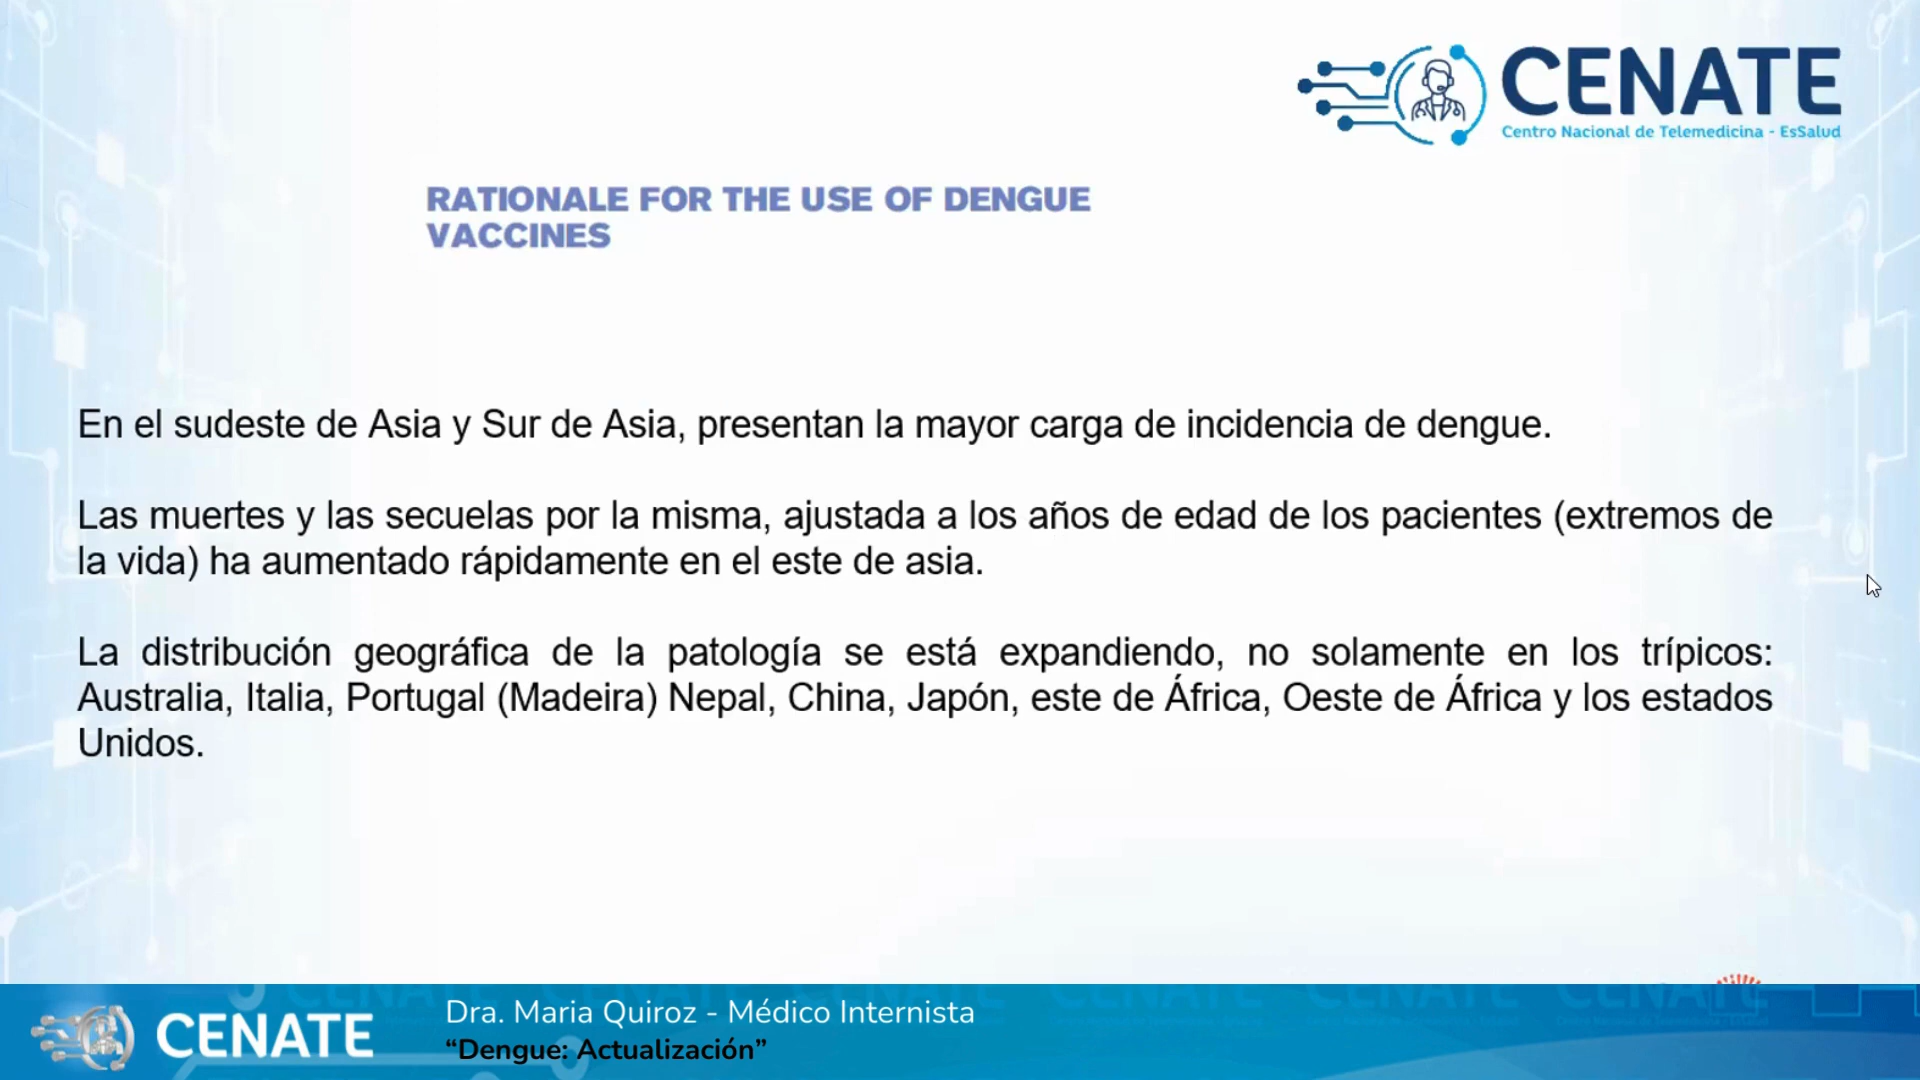 CENATE
Centro Nacional de Telemedicina - EsSalud
RATIONALE FOR THE USE OF DENGUE
VACCINES
En el sudeste de Asia y Sur de Asia, presentan la mayor carga de incidencia de dengue.
Las muertes y las secuelas por la misma, ajustada a los años de edad de los pacientes (extremos de
la vida) ha aumentado rápidamente en el este de asia.
La distribución geográfica de la patología se está expandiendo, no solamente en los trípicos:
Australia, Italia, Portugal (Madeira) Nepal, China, Japón, este de África, Oeste de África y los estados
Unidos.
CENATE
Dra. Maria Quiroz - Médico Internista
“Dengue: Actualización”